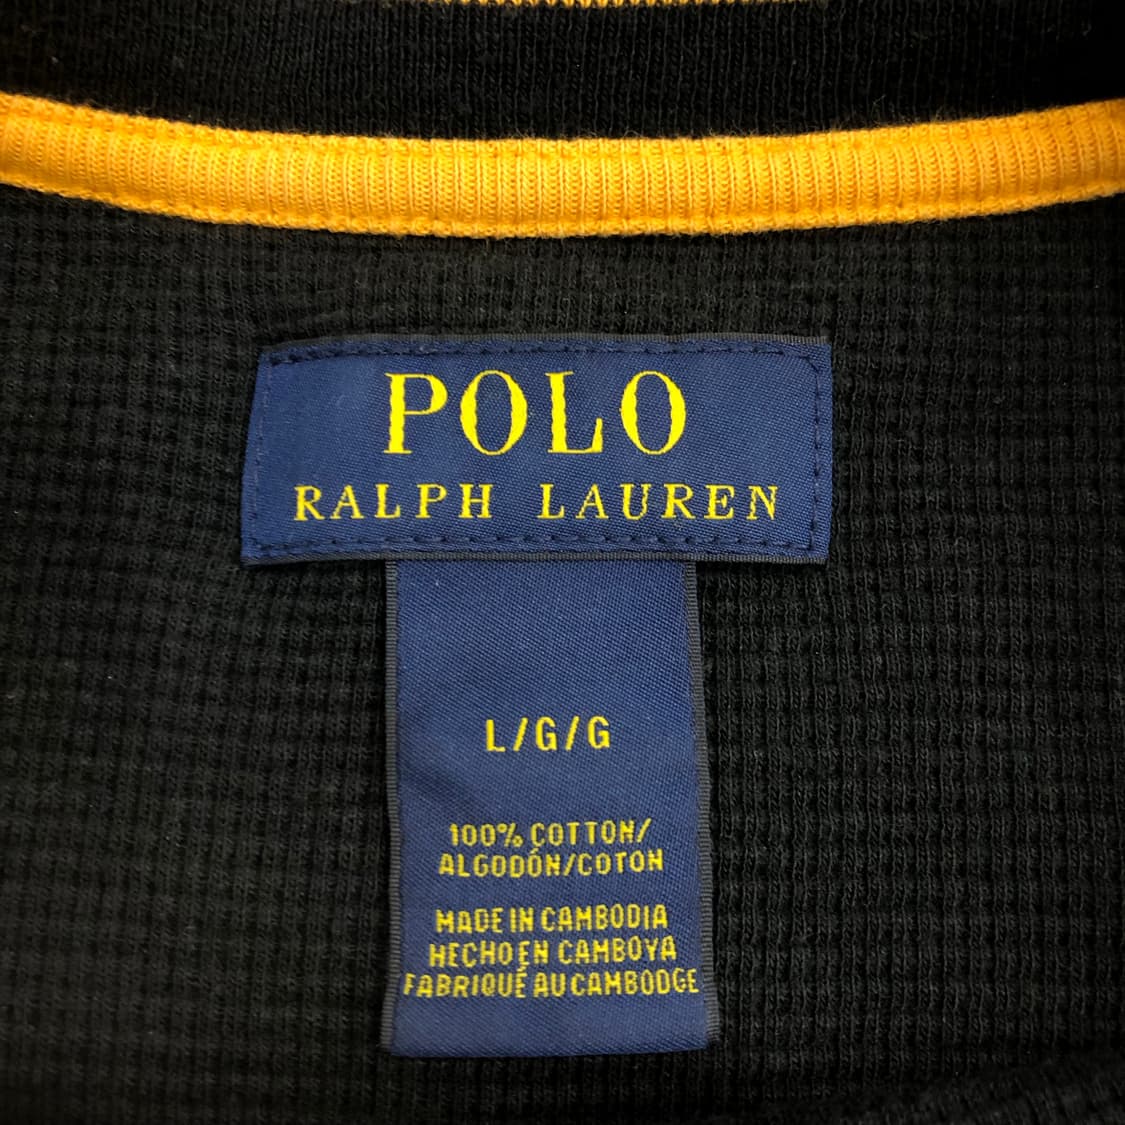 POLO
RALPH LAUREN
L/G/G
100% COTTON/
ALGODÓN/COTON
MADE IN CAMBODIA
HECHO EN CAMBOYA
FABRIQUÉ AU CAMBODGE